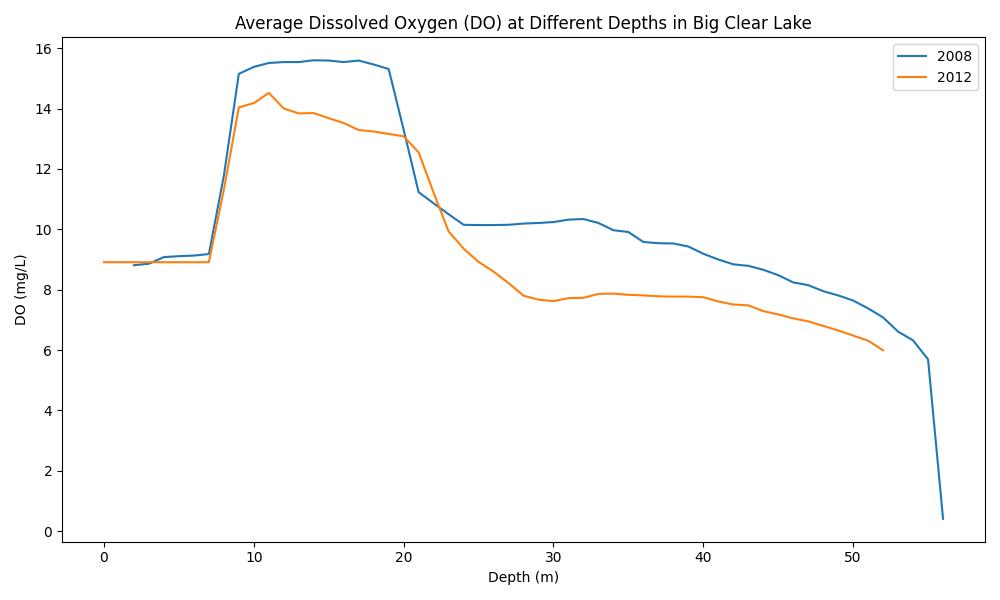 Average Dissolved Oxygen (DO) at Different Depths in Big Clear Lake
2008
2012
DO (mg/L)
16
14
12
10
8
6
4
2
0
0 10 20 30 40 50
Depth (m)